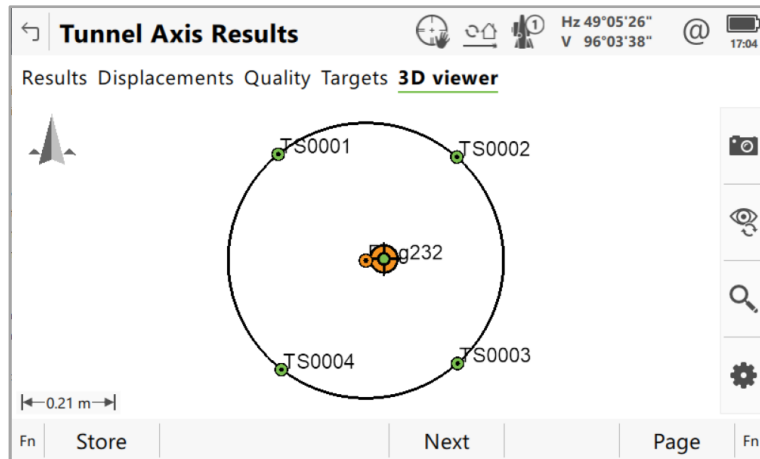 Tunnel Axis Results
1
Hz 49°05'26"
V 96°03'38"
@
17:04
Results Displacements Quality Targets 3D viewer
TS0001
TS0002
g232
TS0004
TS0003
0.21 m
Fn Store Next Page Fn